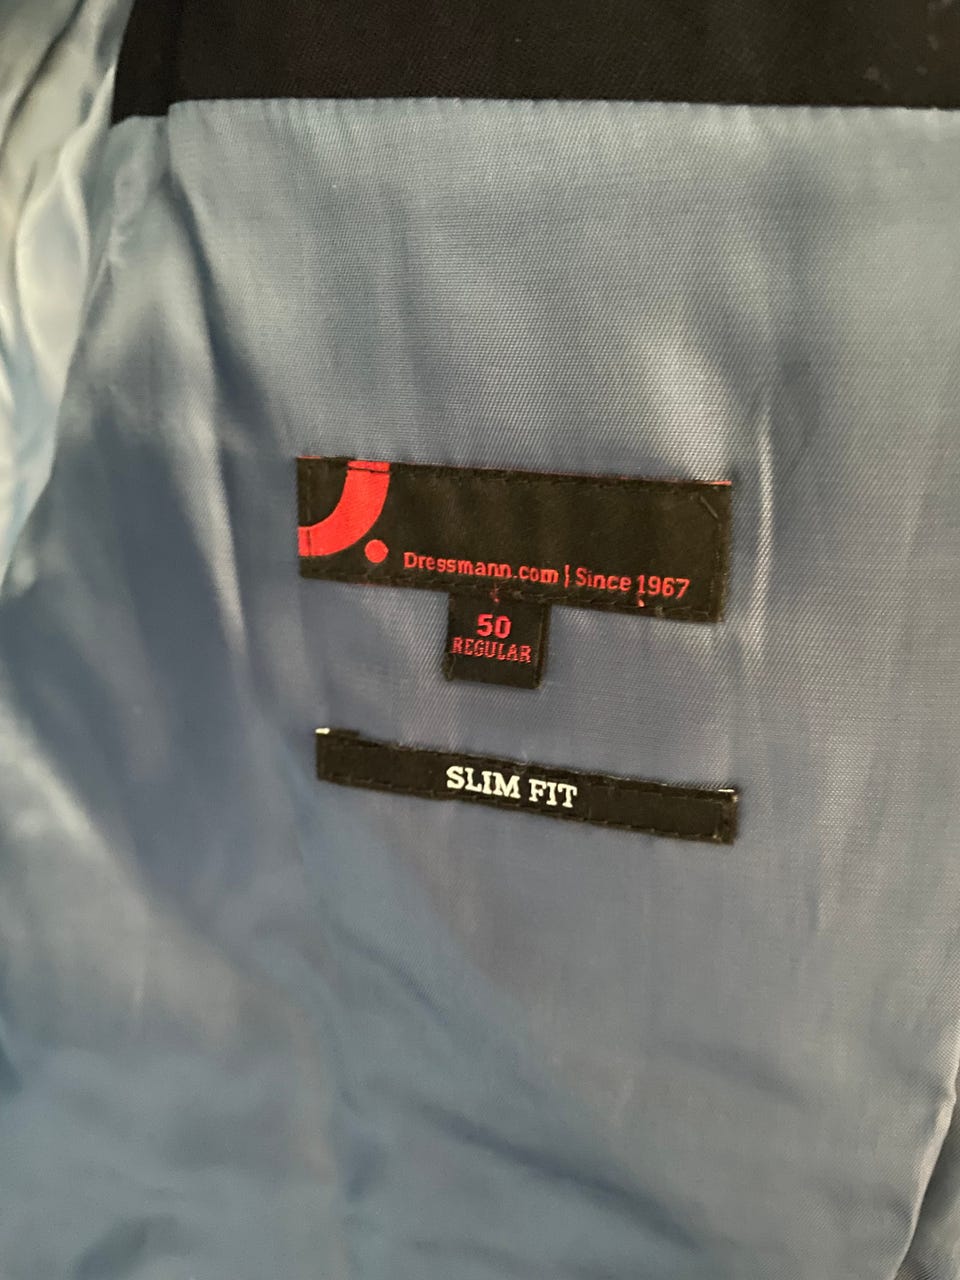 Dressmann.com | Since 1967
50
REGULAR
SLIM FIT